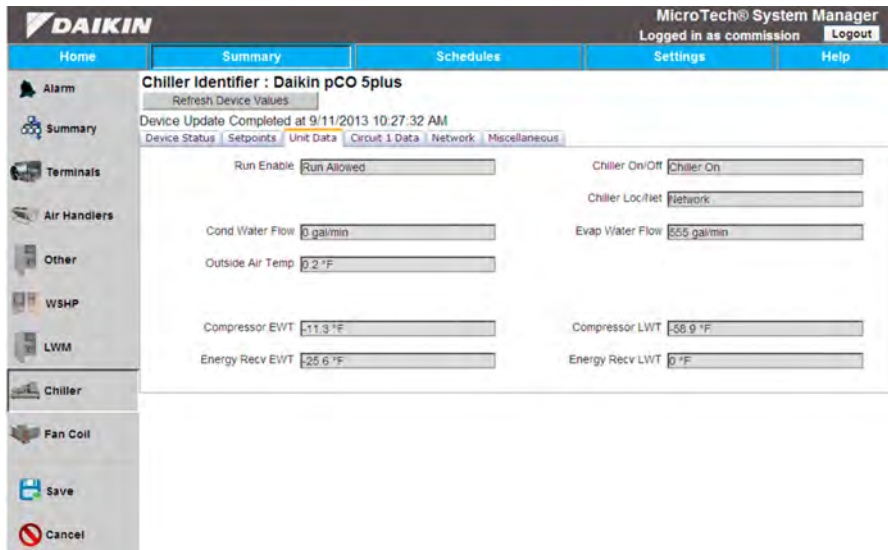 DAIKIN
MicroTech® System Manager
Logged in as commission Logout
Home Summary Schedules Settings Help
Alarm
Summary
Terminals
Air Handlers
Other
WSHP
LWM
Chiller
Fan Coil
Save
Cancel
Chiller Identifier : Daikin pCO 5plus
Refresh Device Values
Device Update Completed at 9/11/2013 10:27:32 AM
Device Status Setpoints Unit Data Circuit 1 Data Network Miscellaneous
Run Enable Run Allowed Chiller On/Off Chiller On
Chiller Loc/Net Network
Cond Water Flow 0 gal/min Evap Water Flow 555 gal/min
Outside Air Temp 0.2 °F
Compressor EWT -11.3 °F Compressor LWT -58.9 °F
Energy Recv EWT -25.6 °F Energy Recv LWT 0 °F